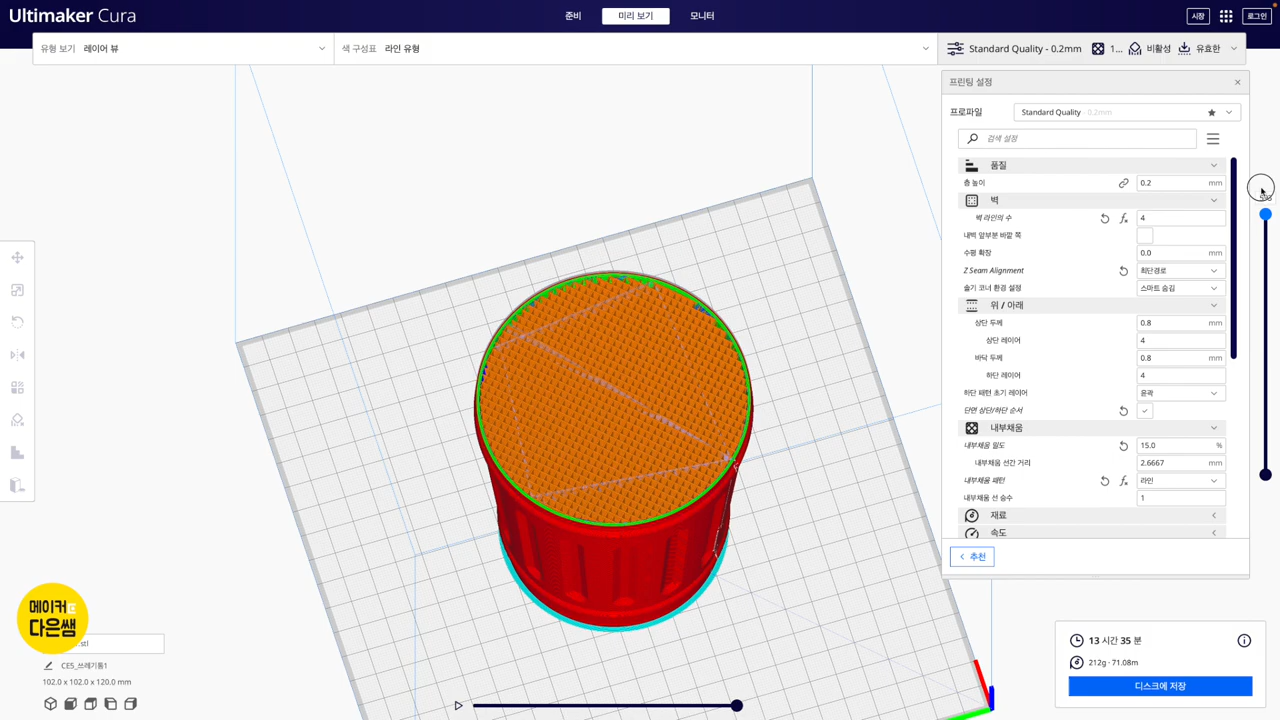 Ultimaker Cura
준비
미리 보기
모니터
시장
로그인
유형 보기 레이어 뷰
색 구성표 라인 유형
Standard Quality - 0.2mm
1...
비활성
유효한
프린팅 설정
프로파일
Standard Quality - 0.2mm
검색 설정
품질
층 높이 0.2 mm
벽
벽 라인의 수 4
내벽 앞부분 바깥 쪽
수평 확장 0.0 mm
Z Seam Alignment 최단경로
솔기 코너 환경 설정 스마트 숨김
위 / 아래
상단 두께 0.8 mm
상단 레이어 4
바닥 두께 0.8 mm
하단 레이어 4
하단 패턴 초기 레이어 윤곽
단면 상단/하단 순서
내부채움
내부채움 밀도 15.0 %
내부채움 선간 거리 2.6667 mm
내부채움 패턴 라인
내부채움 선 승수 1
재료
속도
추천
메이커
다은쌤
.stl
CE5_쓰레기통1
102.0 x 102.0 x 120.0 mm
13 시간 35 분
212g · 71.08m
디스크에 저장